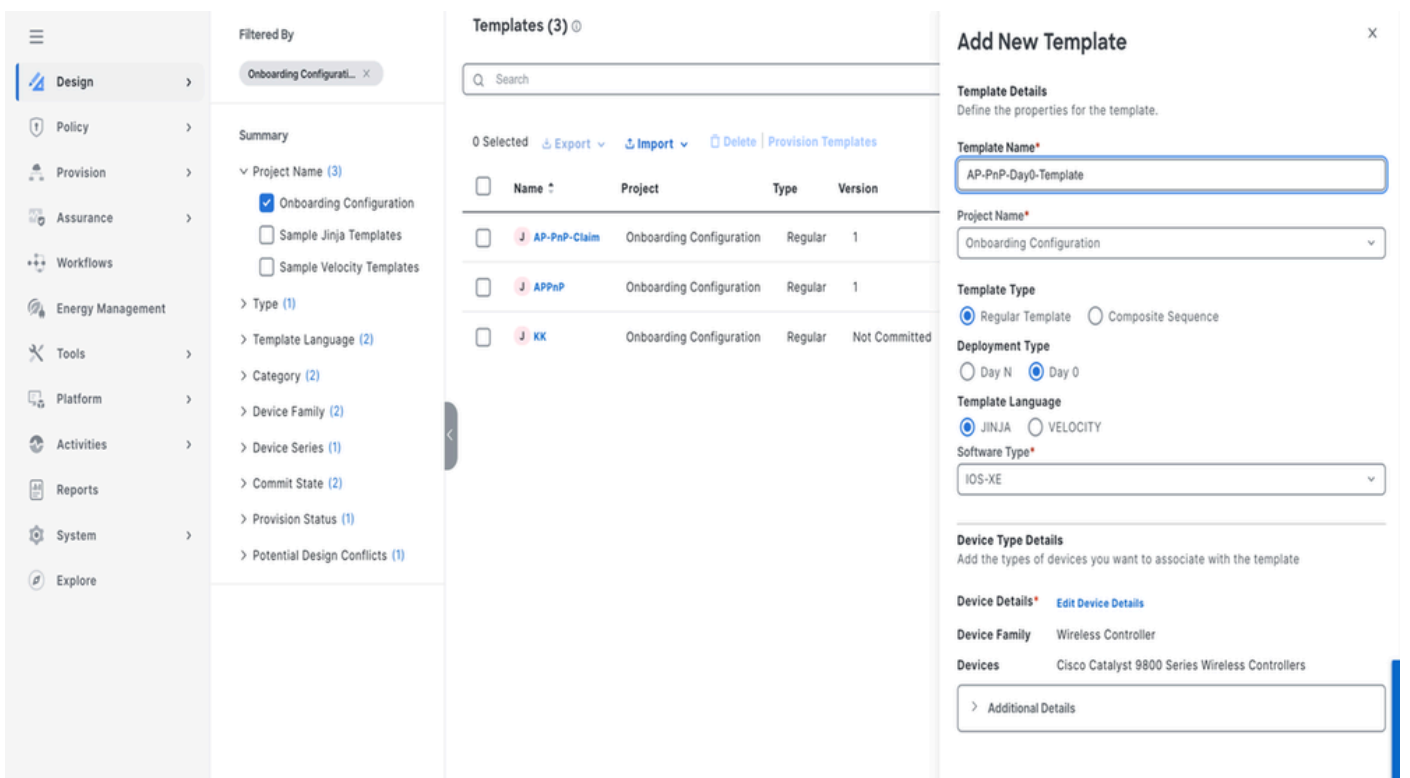 Design
Policy
Provision
Assurance
Workflows
Energy Management
Tools
Platform
Activities
Reports
System
Explore
Filtered By
Onboarding Configurati... ×
Summary
Project Name (3)
Onboarding Configuration
Sample Jinja Templates
Sample Velocity Templates
Type (1)
Template Language (2)
Category (2)
Device Family (2)
Device Series (1)
Commit State (2)
Provision Status (1)
Potential Design Conflicts (1)
Templates (3)
Search
0 Selected Export Import Delete | Provision Templates
Name Project Type Version
J AP-PnP-Claim Onboarding Configuration Regular 1
J APPnP Onboarding Configuration Regular 1
J KK Onboarding Configuration Regular Not Committed
Add New Template X
Template Details
Define the properties for the template.
Template Name*
AP-PnP-Day0-Template
Project Name*
Onboarding Configuration
Template Type
Regular Template Composite Sequence
Deployment Type
Day N Day 0
Template Language
JINJA VELOCITY
Software Type*
IOS-XE
Device Type Details
Add the types of devices you want to associate with the template
Device Details* Edit Device Details
Device Family Wireless Controller
Devices Cisco Catalyst 9800 Series Wireless Controllers
Additional Details